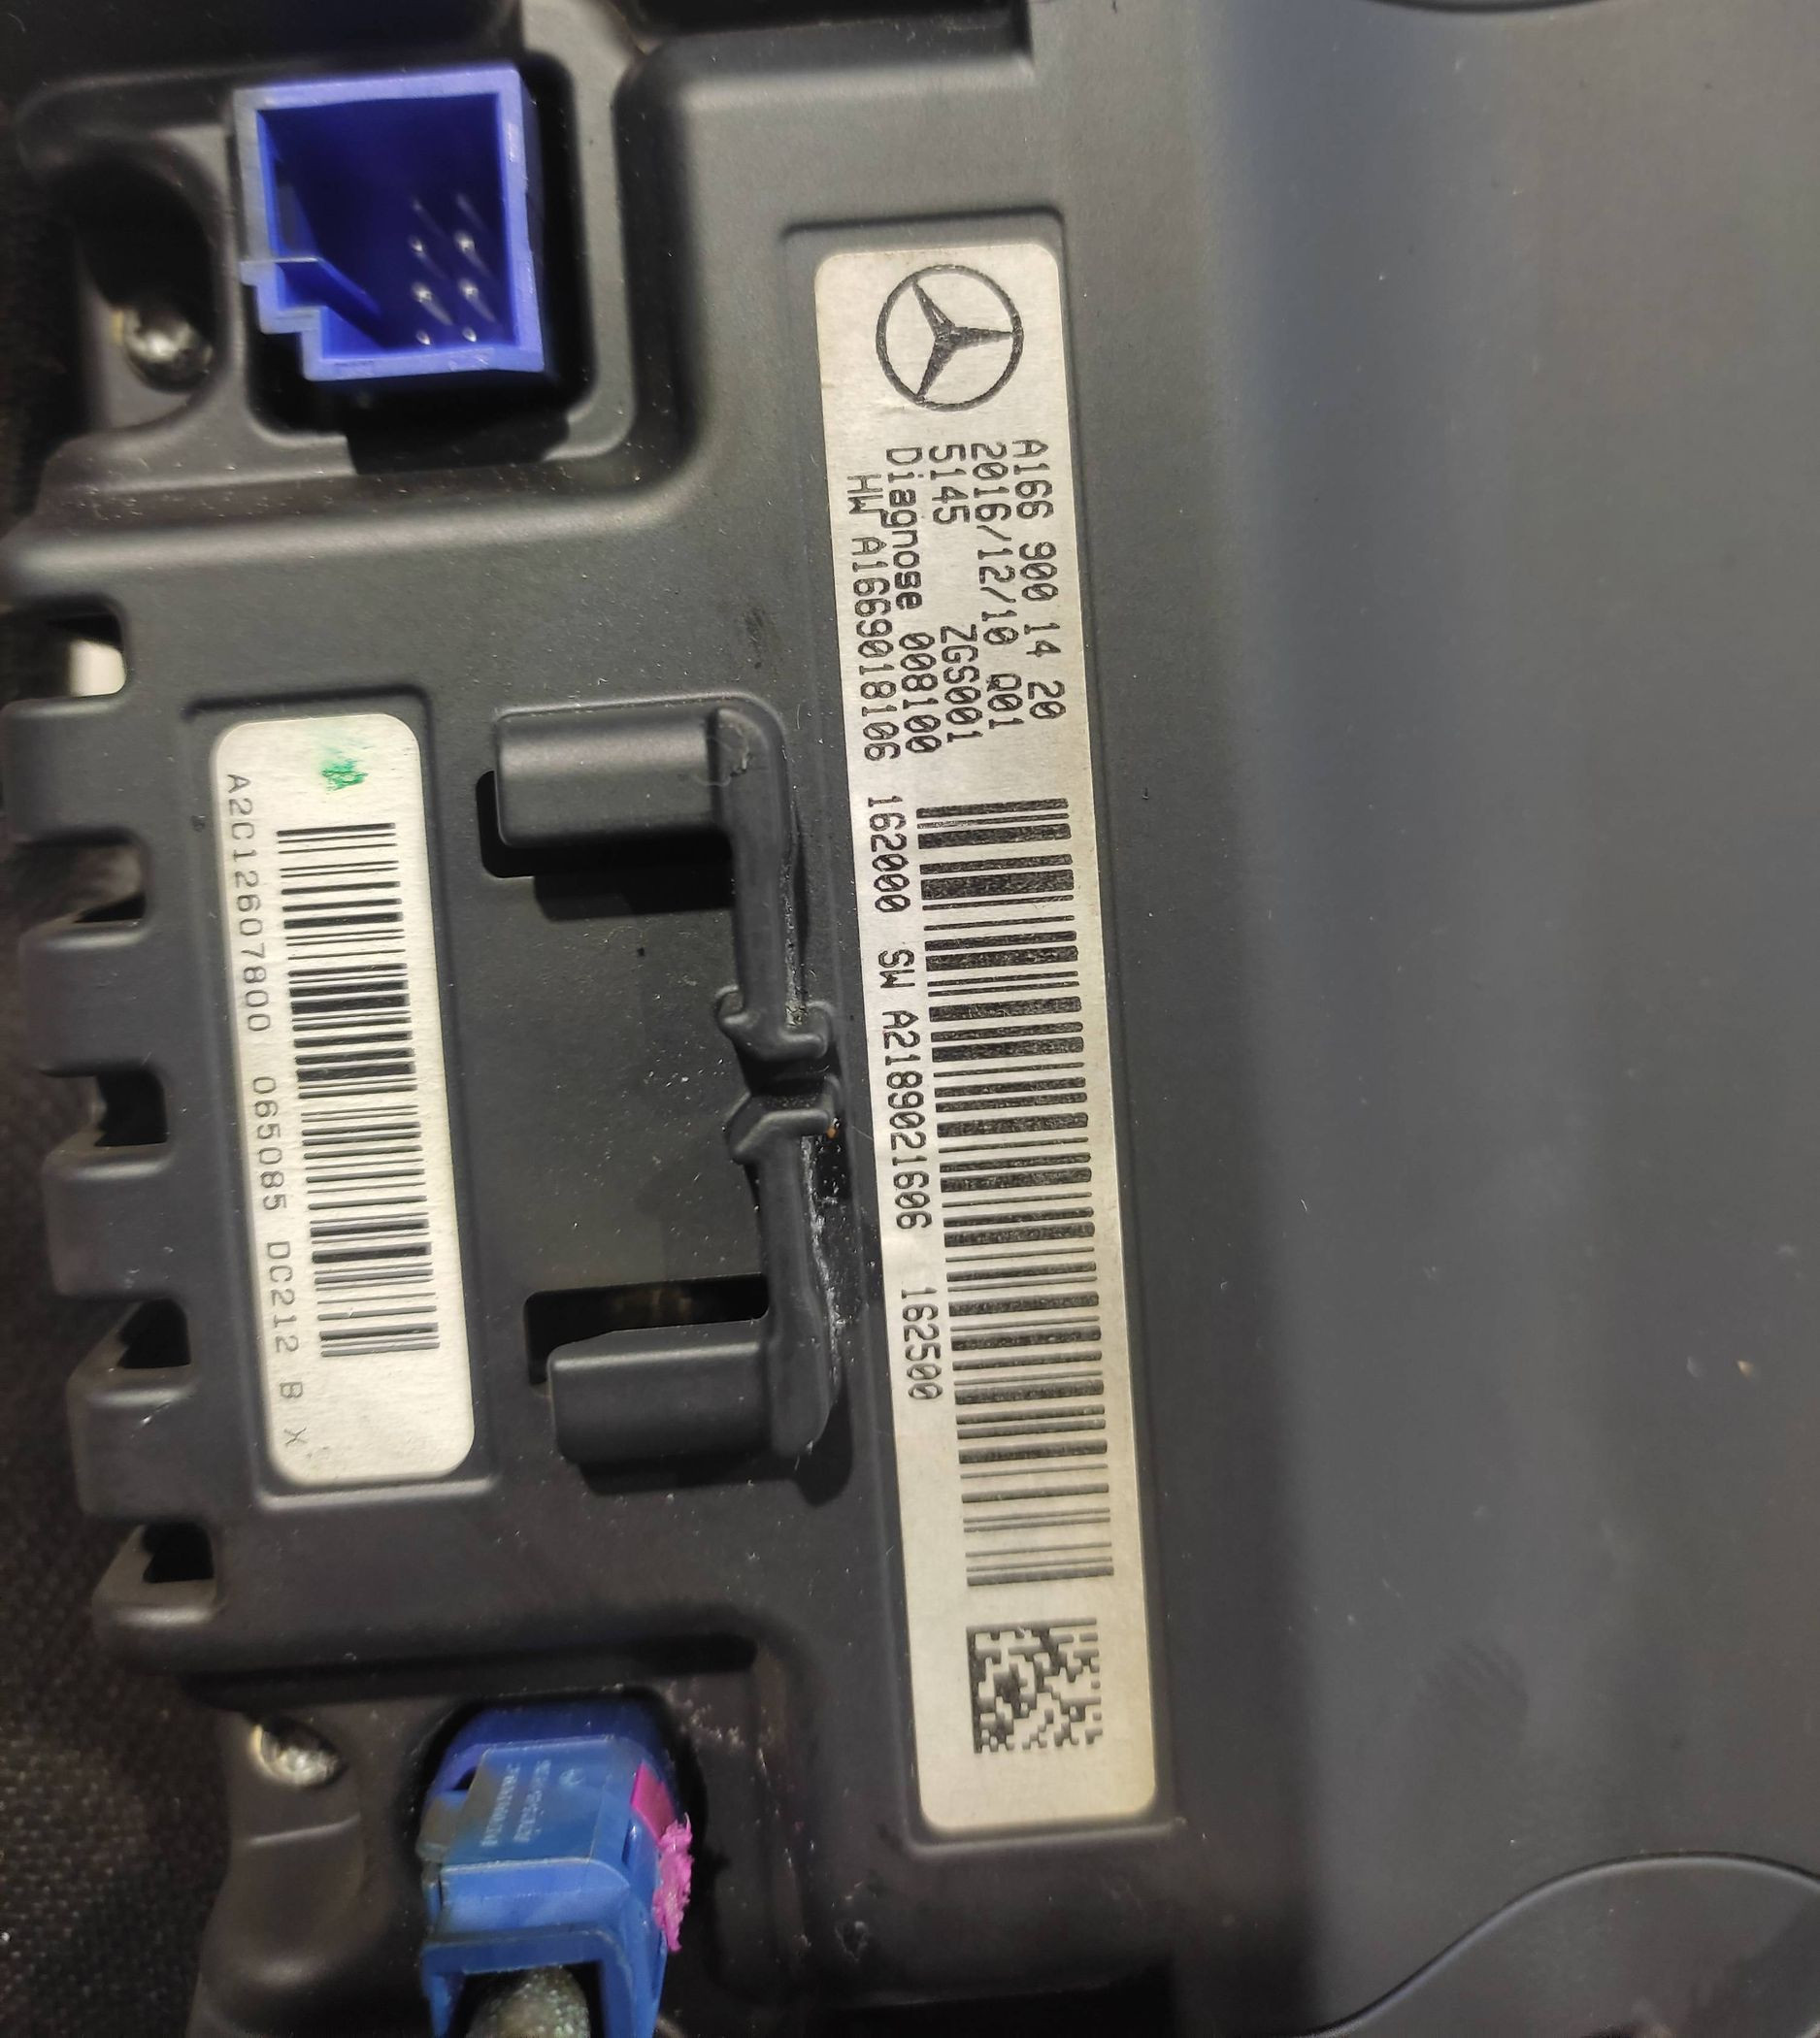 A166 900 14 20
2016/12/10 Q001
5145 ZGS001
Diagnose 008100
HW A1669018106 162000 SW A2189021606 162500
A2C12607800 065085 DC212 B X